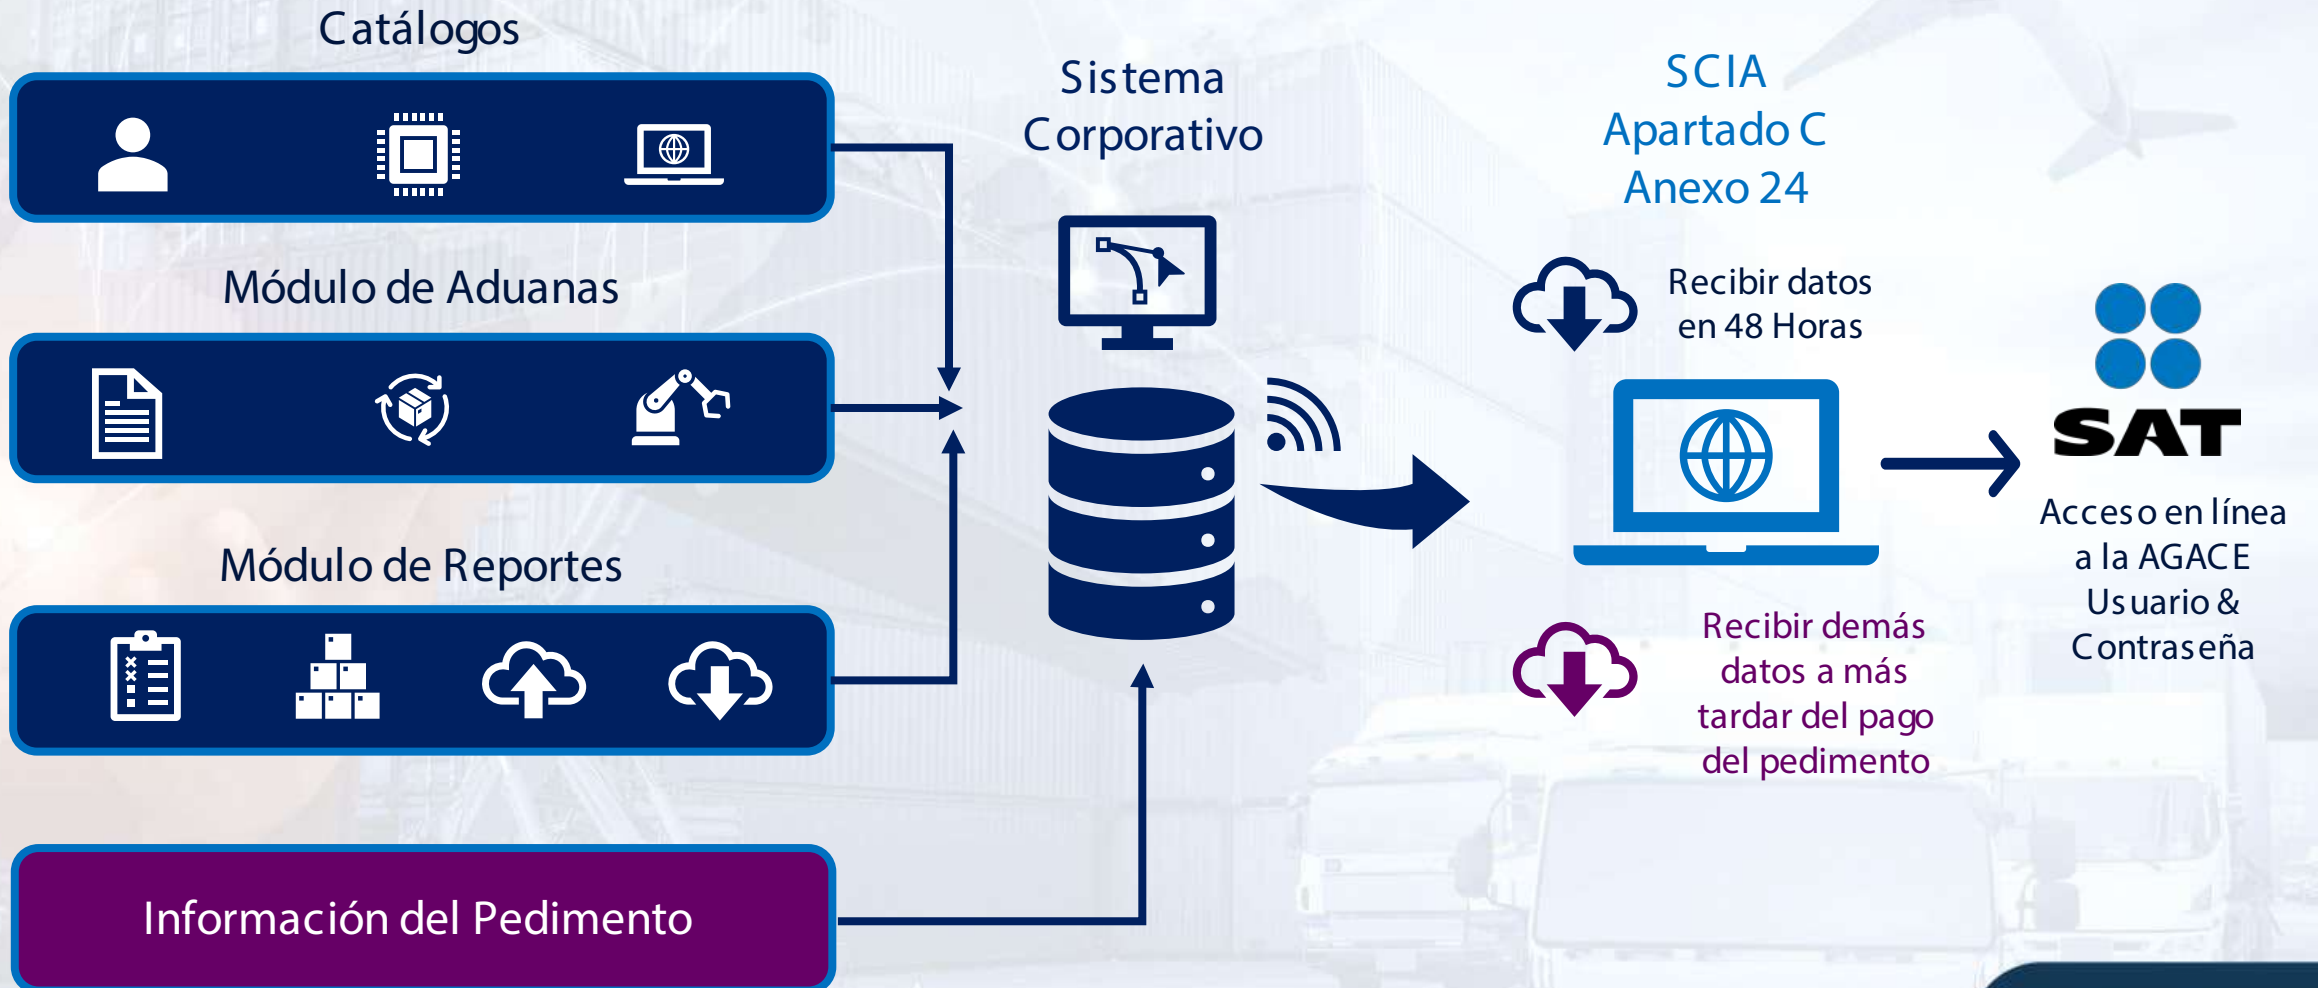 Catálogos
Módulo de Aduanas
Módulo de Reportes
Información del Pedimento
Sistema
Corporativo
SCIA
Apartado C
Anexo 24
Recibir datos
en 48 Horas
Recibir demás
datos a más
tardar del pago
del pedimento
SAT
Acceso en línea
a la AGACE
Usuario &
Contraseña